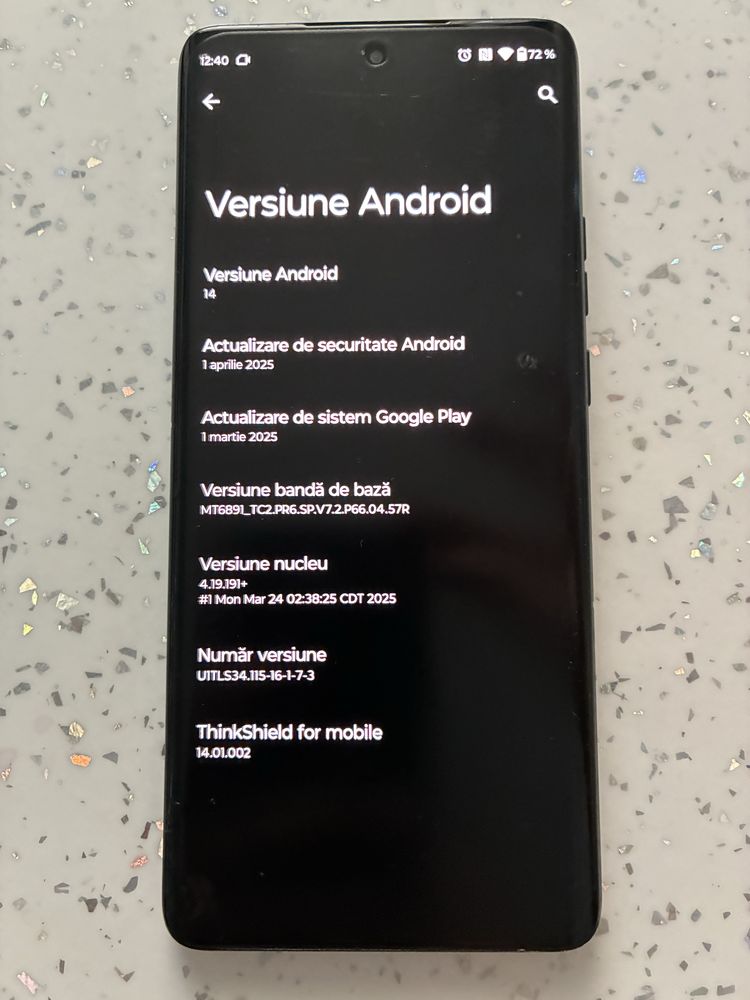 12:40 72 %
Versiune Android
Versiune Android
14
Actualizare de securitate Android
1 aprilie 2025
Actualizare de sistem Google Play
1 martie 2025
Versiune bandă de bază
MT6891_TC2.PR6.SP.V7.2.P66.04.57R
Versiune nucleu
4.19.191+
#1 Mon Mar 24 02:38:25 CDT 2025
Număr versiune
U1TLS34.115-16-1-7-3
ThinkShield for mobile
14.01.002